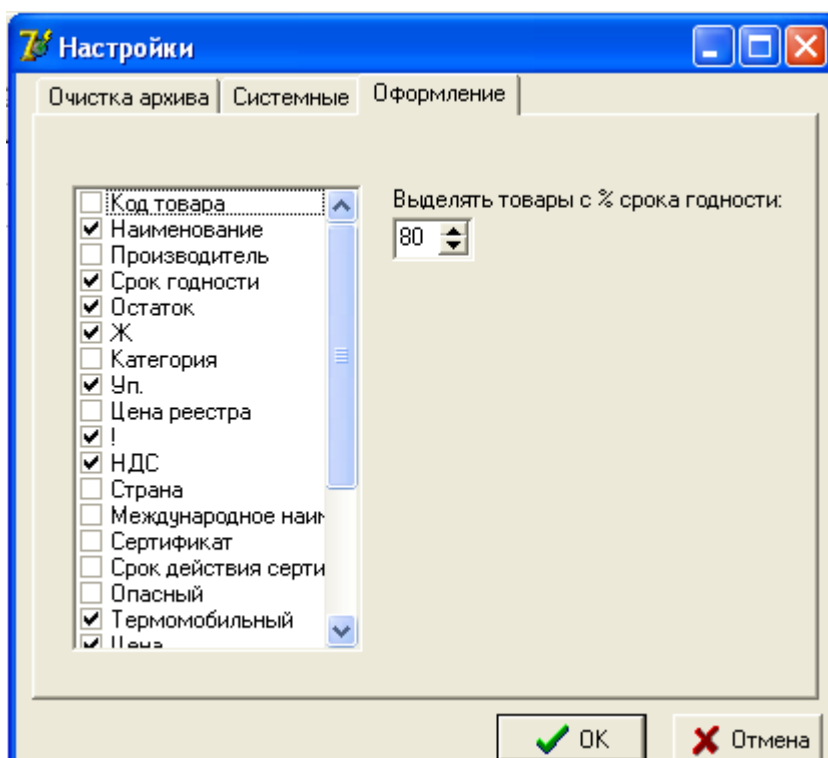 Настройки
Очистка архива Системные Оформление
Код товара
Наименование
Производитель
Срок годности
Остаток
Ж
Категория
Уп.
Цена реестра
!
НДС
Страна
Международное наим
Сертификат
Срок действия серти
Опасный
Термомобильный
Цена
Выделять товары с % срока годности:
80
OK
Отмена